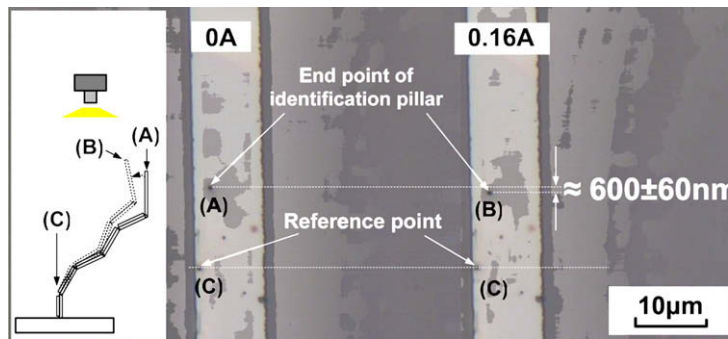 0A
0.16A
End point of
identification pillar
(A)
(B)
(C)
(A)
(B)
≈ 600±60nm
Reference point
(C)
(C)
10μm